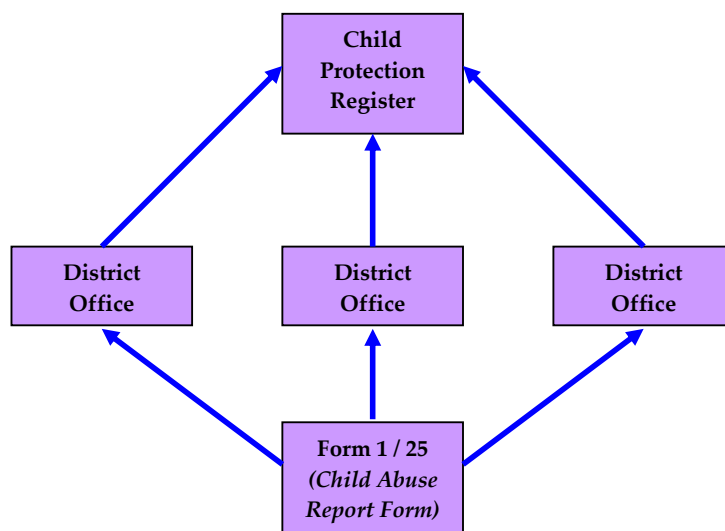 Child
Protection
Register
District
Office
District
Office
District
Office
Form 1 / 25
(Child Abuse
Report Form)